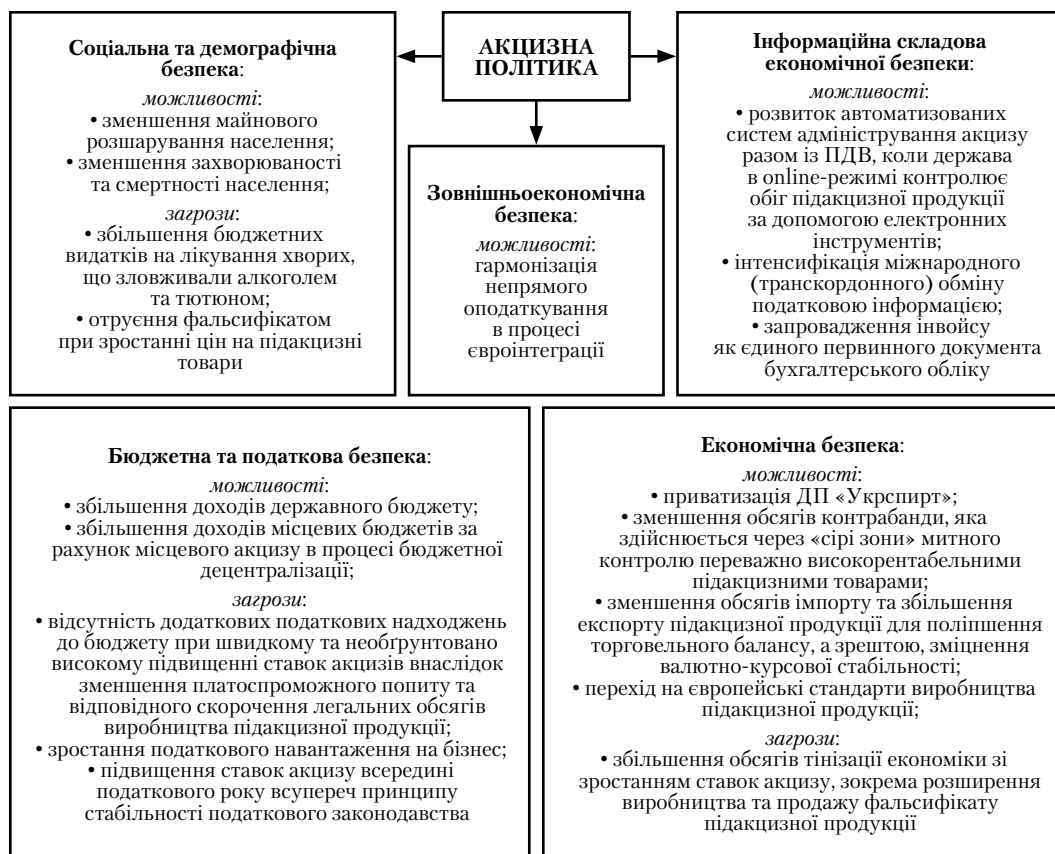 Соціальна та демографічна
безпека:
можливості:
• зменшення майнового
розшарування населення;
• зменшення захворюваності
та смертності населення;
загрози:
• збільшення бюджетних
видатків на лікування хворих,
що зловживали алкоголем
та тютюном;
• отруєння фальсифікатом
при зростанні цін на підакцизні
товари
АКЦИЗНА
ПОЛІТИКА
Зовнішньоекономічна
безпека:
можливості:
гармонізація
непрямого
оподаткування
в процесі
євроінтеграції
Інформаційна складова
економічної безпеки:
можливості:
• розвиток автоматизованих
систем адміністрування акцизу
разом із ПДВ, коли держава
в online-режимі контролює
обіг підакцизної продукції
за допомогою електронних
інструментів;
• інтенсифікація міжнародного
(транскордонного) обміну
податковою інформацією;
• запровадження інвойсу
як єдиного первинного документа
бухгалтерського обліку
Бюджетна та податкова безпека:
можливості:
• збільшення доходів державного бюджету;
• збільшення доходів місцевих бюджетів за
рахунок місцевого акцизу в процесі бюджетної
децентралізації;
загрози:
• відсутність додаткових податкових надходжень
до бюджету при швидкому та необґрунтовано
високому підвищенні ставок акцизів внаслідок
зменшення платоспроможного попиту та
відповідного скорочення легальних обсягів
виробництва підакцизної продукції;
• зростання податкового навантаження на бізнес;
• підвищення ставок акцизу всередині
податкового року всупереч принципу
стабільності податкового законодавства
Економічна безпека:
можливості:
• приватизація ДП «Укрспирт»;
• зменшення обсягів контрабанди, яка
здійснюється через «сірі зони» митного
контролю переважно високорентабельними
підакцизними товарами;
• зменшення обсягів імпорту та збільшення
експорту підакцизної продукції для поліпшення
торговельного балансу, а зрештою, зміцнення
валютно-курсової стабільності;
• перехід на європейські стандарти виробництва
підакцизної продукції;
загрози:
• збільшення обсягів тінізації економіки зі
зростанням ставок акцизу, зокрема розширення
виробництва та продажу фальсифікату
підакцизної продукції